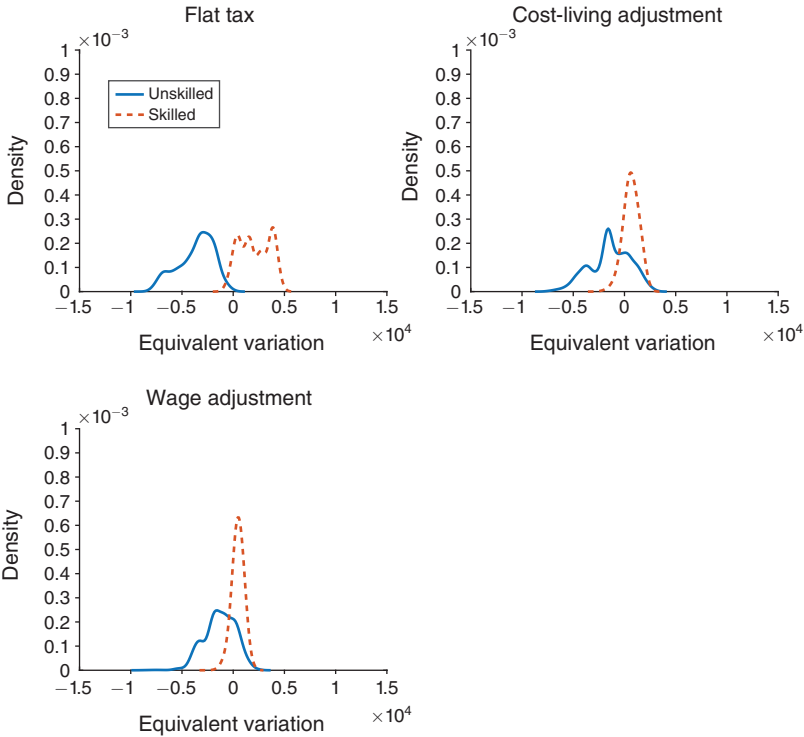 Flat tax
×10⁻³
1
0.9
0.8
0.7
0.6
0.5
0.4
0.3
0.2
0.1
0
Density
Unskilled
Skilled
−1.5 −1 −0.5 0 0.5 1 1.5
×10⁴
Equivalent variation
Cost-living adjustment
×10⁻³
1
0.9
0.8
0.7
0.6
0.5
0.4
0.3
0.2
0.1
0
Density
−1.5 −1 −0.5 0 0.5 1 1.5
×10⁴
Equivalent variation
Wage adjustment
×10⁻³
1
0.9
0.8
0.7
0.6
0.5
0.4
0.3
0.2
0.1
0
Density
−1.5 −1 −0.5 0 0.5 1 1.5
×10⁴
Equivalent variation